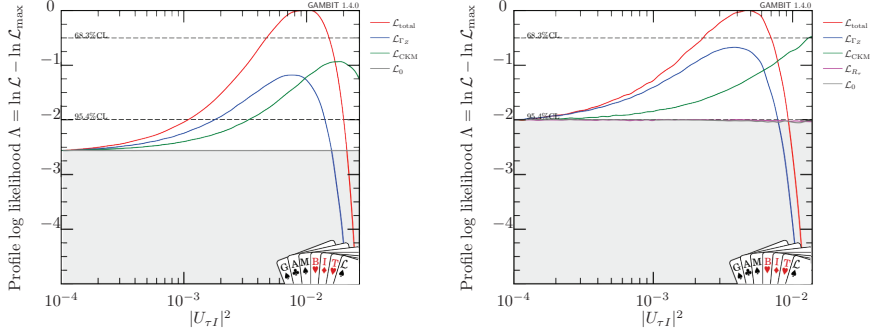 GAMBIT 1.4.0
Profile log likelihood Λ = ln 𝓛 − ln 𝓛max
0
−1
−2
−3
−4
68.3%CL
95.4%CL
𝓛total
𝓛ΓZ
𝓛CKM
𝓛0
G A M B I T 𝓛
10⁻⁴
10⁻³
10⁻²
|UτI|²
GAMBIT 1.4.0
Profile log likelihood Λ = ln 𝓛 − ln 𝓛max
0
−1
−2
−3
−4
68.3%CL
95.4%CL
𝓛total
𝓛ΓZ
𝓛CKM
𝓛0
G A M B I T 𝓛
10⁻⁴
10⁻³
10⁻²
|UτI|²